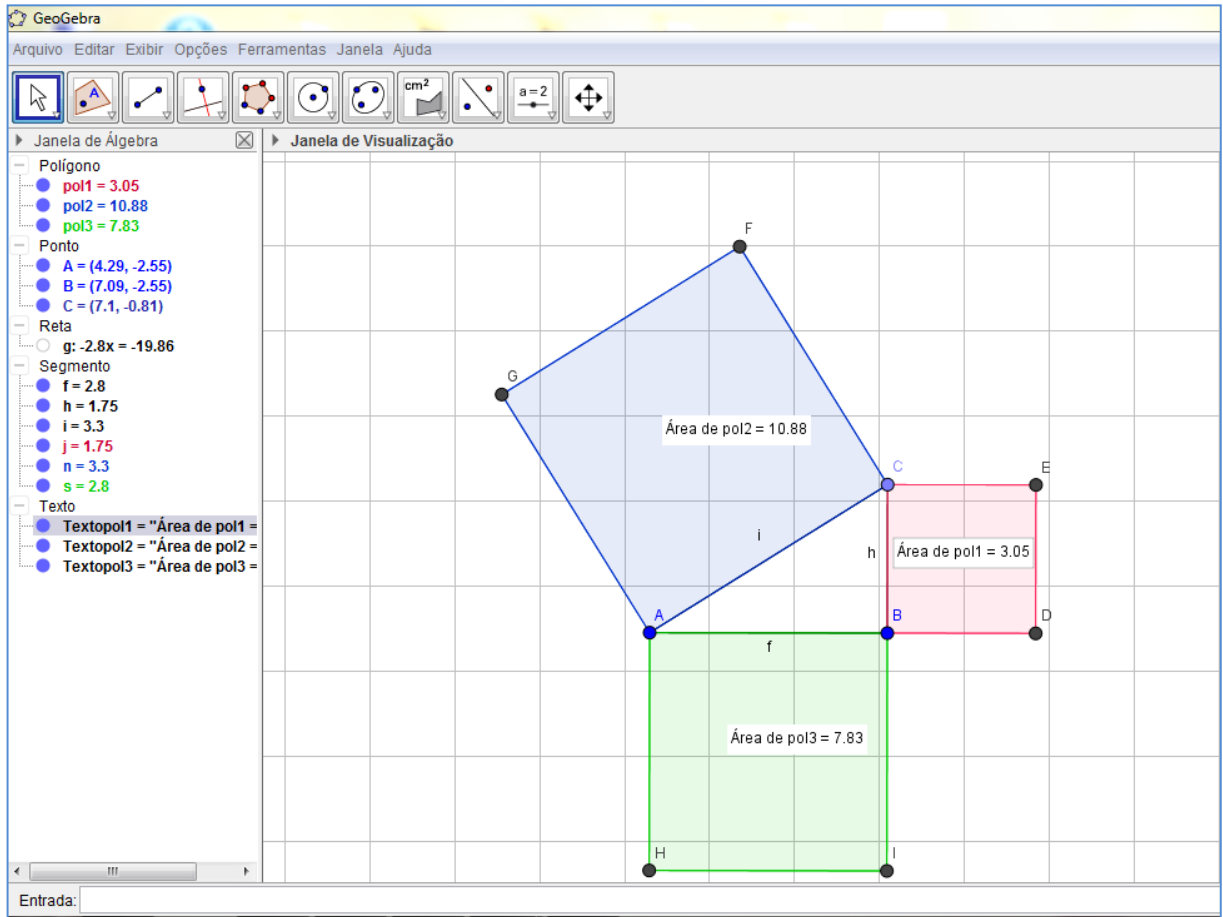 GeoGebra
Arquivo Editar Exibir Opções Ferramentas Janela Ajuda
A
cm²
a = 2
Janela de Álgebra
Janela de Visualização
Polígono
pol1 = 3.05
pol2 = 10.88
pol3 = 7.83
Ponto
A = (4.29, -2.55)
B = (7.09, -2.55)
C = (7.1, -0.81)
Reta
g: -2.8x = -19.86
Segmento
f = 2.8
h = 1.75
i = 3.3
j = 1.75
n = 3.3
s = 2.8
Texto
Textopol1 = "Área de pol1 =
Textopol2 = "Área de pol2 =
Textopol3 = "Área de pol3 =
F
G
Área de pol2 = 10.88
C
E
i
h
Área de pol1 = 3.05
A
B
D
f
Área de pol3 = 7.83
H
I
Entrada: